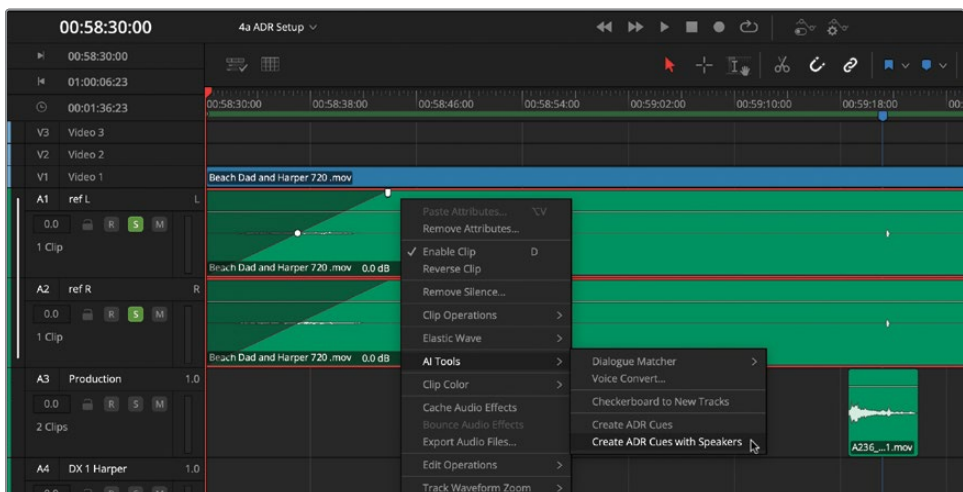 00:58:30:00
4a ADR Setup
00:58:30:00
01:00:06:23
00:01:36:23
00:58:30:00 00:58:38:00 00:58:46:00 00:58:54:00 00:59:02:00 00:59:10:00 00:59:18:00 00:
V3 Video 3
V2 Video 2
V1 Video 1
Beach Dad and Harper 720 .mov
A1 ref L L
0.0 R S M
1 Clip
Beach Dad and Harper 720 .mov 0.0 dB
A2 ref R R
0.0 R S M
1 Clip
Beach Dad and Harper 720 .mov 0.0 dB
A3 Production 1.0
0.0 R S M
2 Clips
A236_...1.mov
A4 DX 1 Harper 1.0
Paste Attributes... ⌥V
Remove Attributes...
✓ Enable Clip D
Reverse Clip
Remove Silence...
Clip Operations >
Elastic Wave >
AI Tools >
Clip Color >
Cache Audio Effects
Bounce Audio Effects
Export Audio Files...
Edit Operations >
Track Waveform Zoom >
Dialogue Matcher >
Voice Convert...
Checkerboard to New Tracks
Create ADR Cues
Create ADR Cues with Speakers